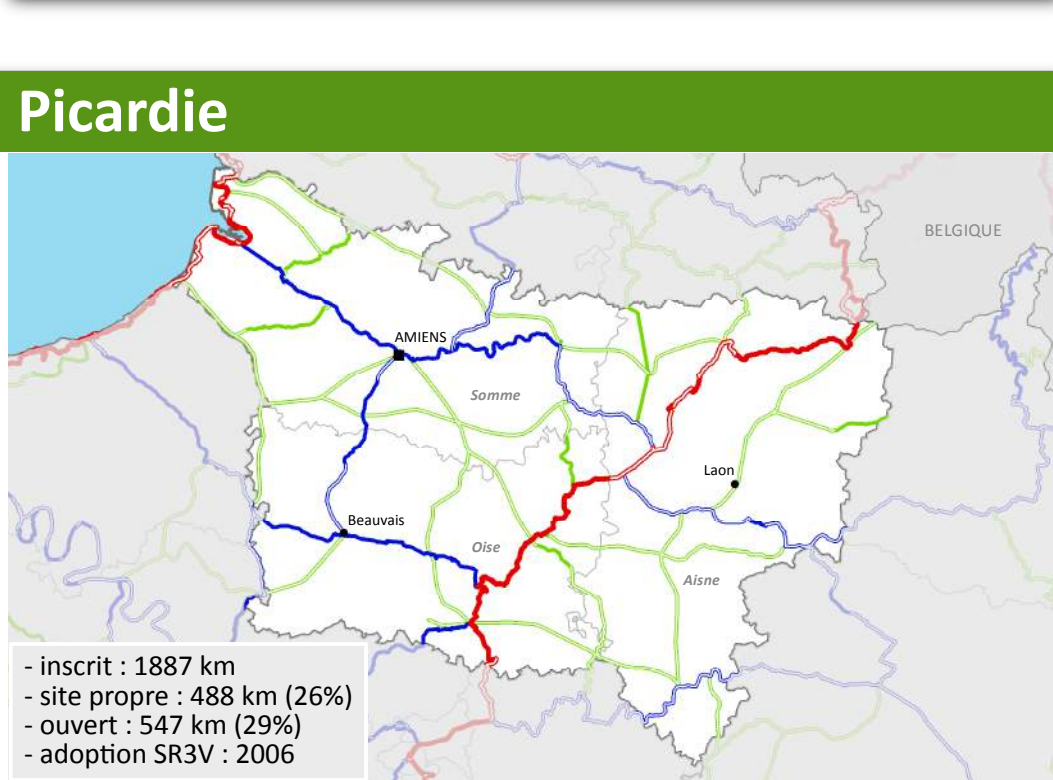 Picardie
BELGIQUE
AMIENS
Somme
Laon
Beauvais
Oise
Aisne
- inscrit : 1887 km
- site propre : 488 km (26%)
- ouvert : 547 km (29%)
- adoption SR3V : 2006